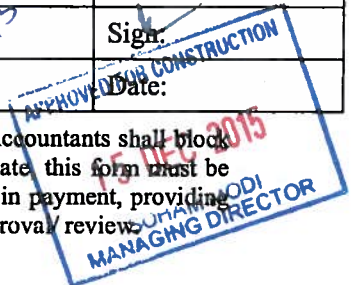 Sign:
APPROVED FOR CONSTRUCTION
Date:
accountants shall block
ate, this form must be
15 DEC 2015
in payment, providing
roval/ review.
SOHAM MODI
MANAGING DIRECTOR